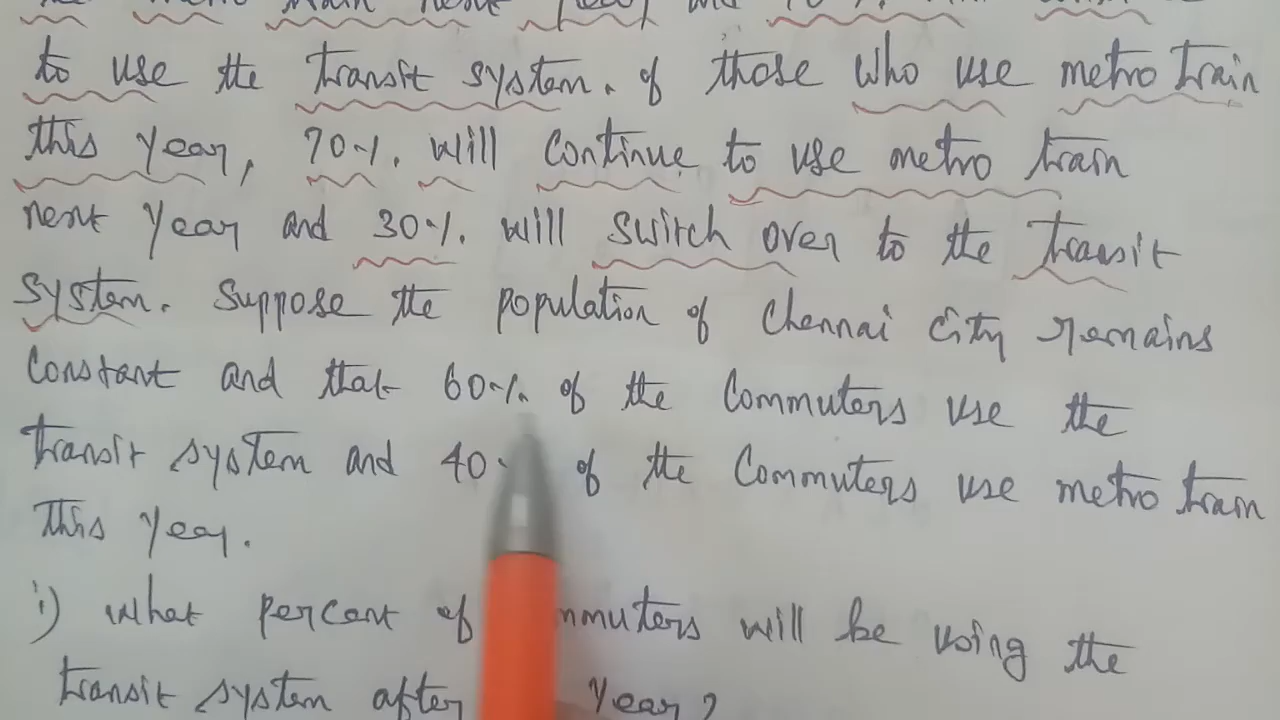 to use the transit system. of those who use metro train
this year, 70%. will continue to use metro train
next year and 30%. will switch over to the transit
system. Suppose the population of Chennai city remains
constant and that 60%. of the commuters use the
transit system and 40 of the commuters use metro train
this year.
i) what percent of will be using the
transit system after year?